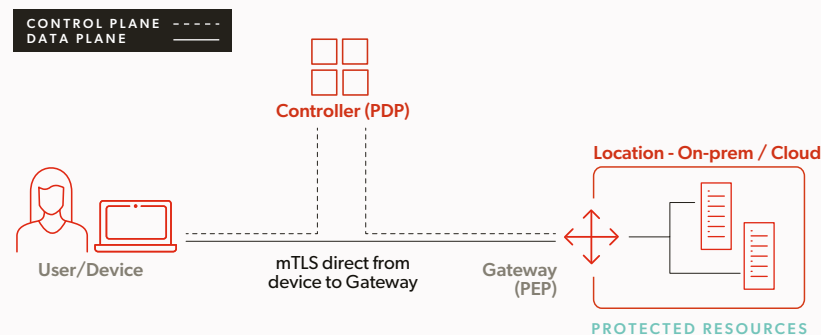 CONTROL PLANE
DATA PLANE
Controller (PDP)
Location - On-prem / Cloud
User/Device
mTLS direct from
device to Gateway
Gateway
(PEP)
PROTECTED RESOURCES